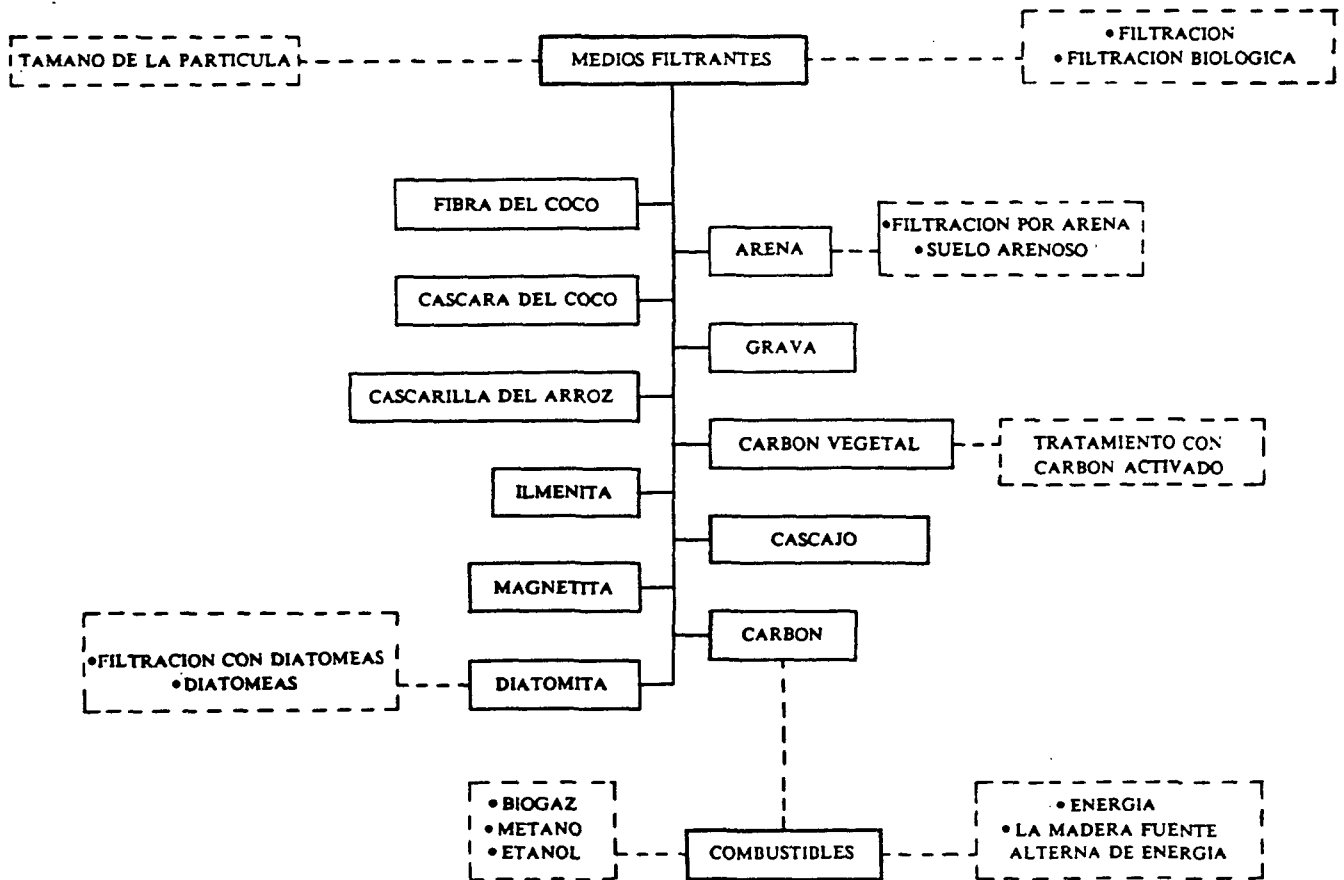 TAMANO DE LA PARTICULA
MEDIOS FILTRANTES
• FILTRACION
• FILTRACION BIOLOGICA
FIBRA DEL COCO
ARENA
• FILTRACION POR ARENA
• SUELO ARENOSO
CASCARA DEL COCO
GRAVA
CASCARILLA DEL ARROZ
CARBON VEGETAL
TRATAMIENTO CON
CARBON ACTIVADO
ILMENITA
CASCAJO
MAGNETITA
CARBON
• FILTRACION CON DIATOMEAS
• DIATOMEAS
DIATOMITA
• BIOGAZ
• METANO
• ETANOL
COMBUSTIBLES
• ENERGIA
• LA MADERA FUENTE
ALTERNA DE ENERGIA